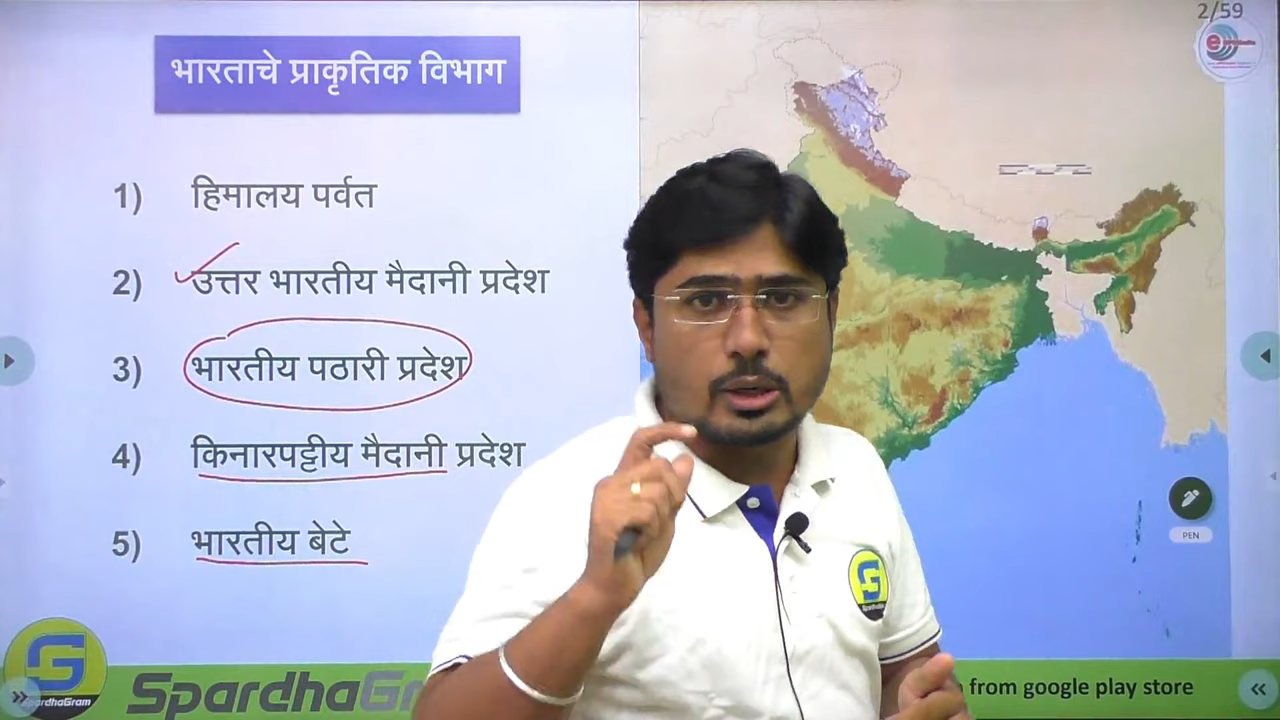 2/59
भारताचे प्राकृतिक विभाग
1) हिमालय पर्वत
2) उत्तर भारतीय मैदानी प्रदेश
3) भारतीय पठारी प्रदेश
4) किनारपट्टीय मैदानी प्रदेश
5) भारतीय बेटे
PEN
SpardhaGram
SpardhaGr
from google play store